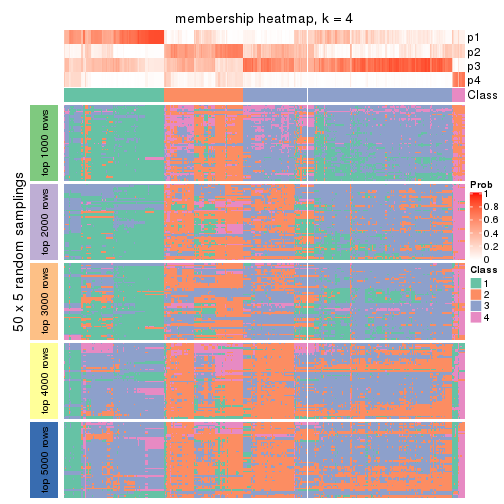 membership heatmap, k = 4
p1
p2
p3
p4
Class
50 x 5 random samplings
top 1000 rows
top 2000 rows
top 3000 rows
top 4000 rows
top 5000 rows
Prob
1
0.8
0.6
0.4
0.2
0
Class
1
2
3
4